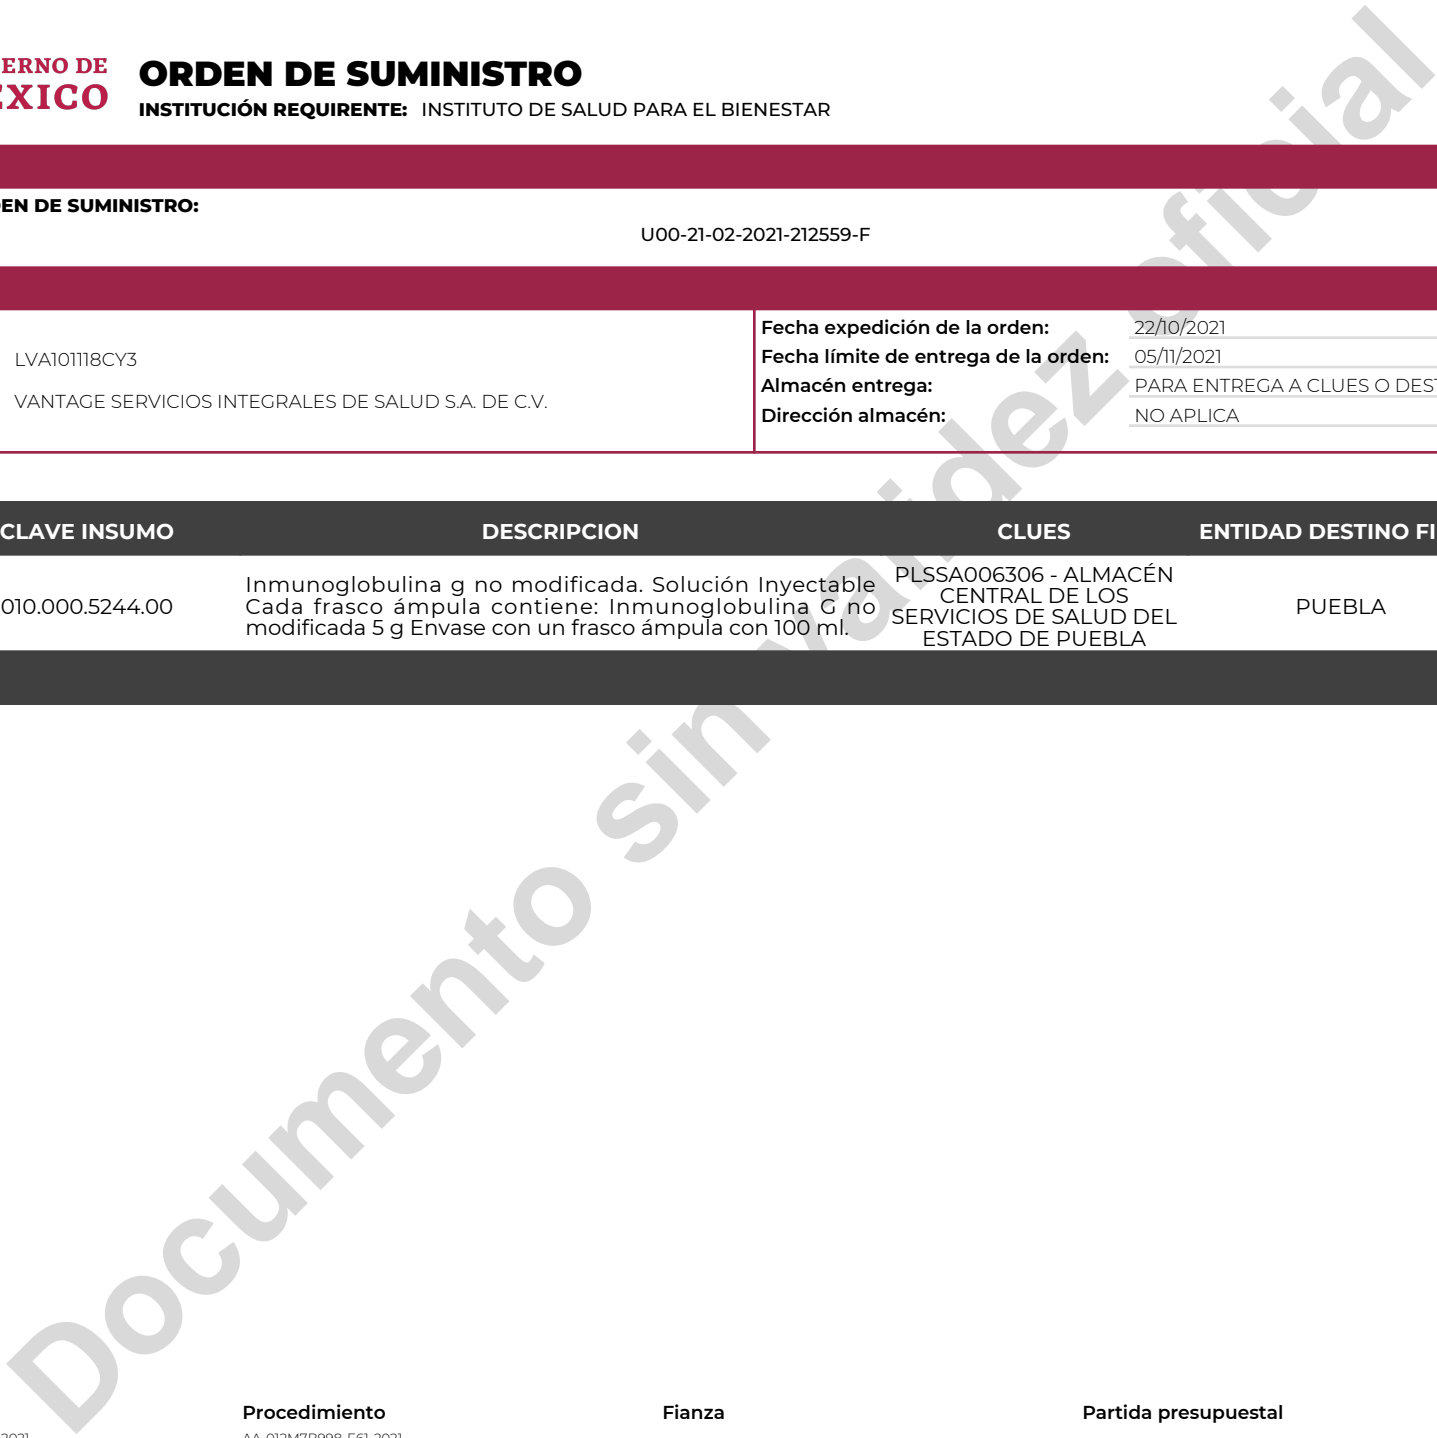 ERNO DE
ÉXICO
ORDEN DE SUMINISTRO
INSTITUCIÓN REQUIRENTE: INSTITUTO DE SALUD PARA EL BIENESTAR
EN DE SUMINISTRO:
U00-21-02-2021-212559-F
LVA101118CY3
VANTAGE SERVICIOS INTEGRALES DE SALUD S.A. DE C.V.
Fecha expedición de la orden: 22/10/2021
Fecha límite de entrega de la orden: 05/11/2021
Almacén entrega: PARA ENTREGA A CLUES O DEST
Dirección almacén: NO APLICA
CLAVE INSUMO DESCRIPCION CLUES ENTIDAD DESTINO FI
010.000.5244.00
Inmunoglobulina g no modificada. Solución Inyectable
Cada frasco ámpula contiene: Inmunoglobulina G no
modificada 5 g Envase con un frasco ámpula con 100 ml.
PLSSA006306 - ALMACÉN
CENTRAL DE LOS
SERVICIOS DE SALUD DEL
ESTADO DE PUEBLA
PUEBLA
Documento sin validez oficial
Procedimiento Fianza Partida presupuestal